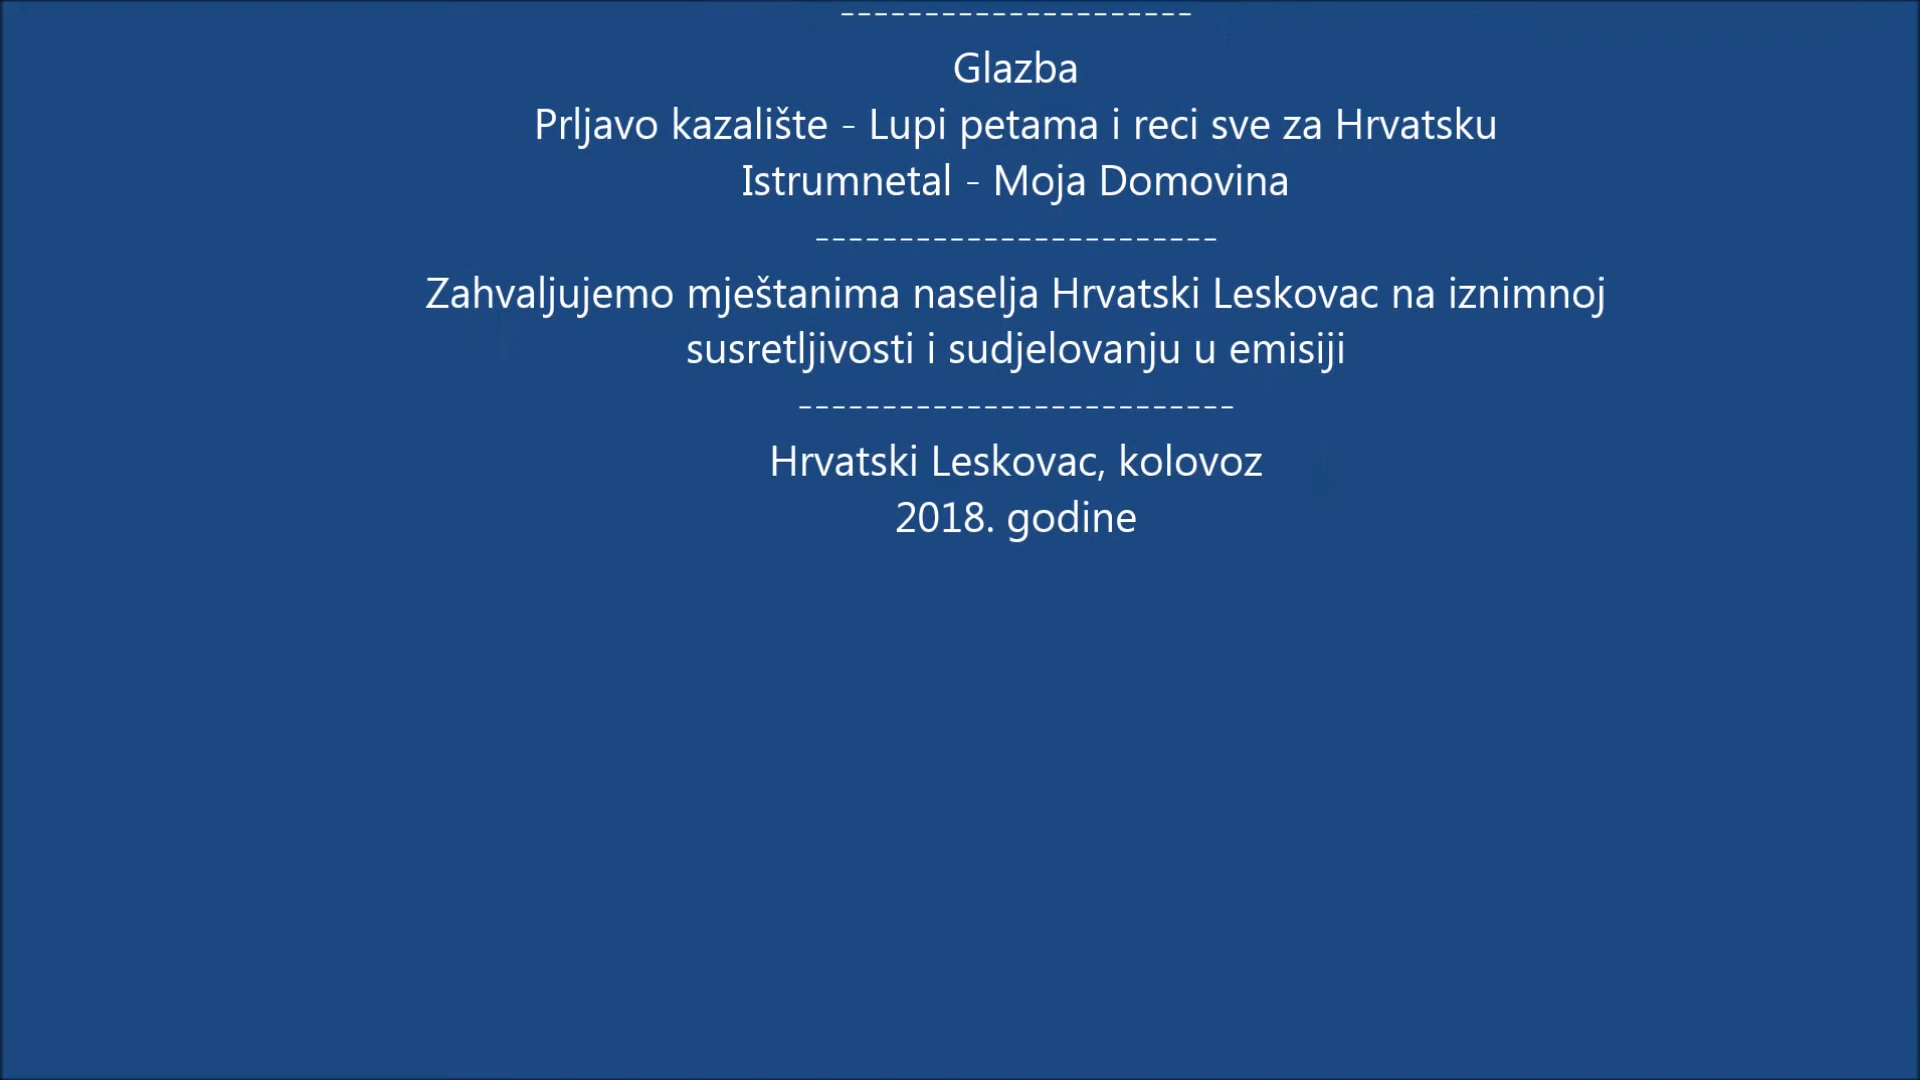 ---------------------
Glazba
Prljavo kazalište - Lupi petama i reci sve za Hrvatsku
Istrumnetal - Moja Domovina
------------------------
Zahvaljujemo mještanima naselja Hrvatski Leskovac na iznimnoj
susretljivosti i sudjelovanju u emisiji
--------------------------
Hrvatski Leskovac, kolovoz
2018. godine